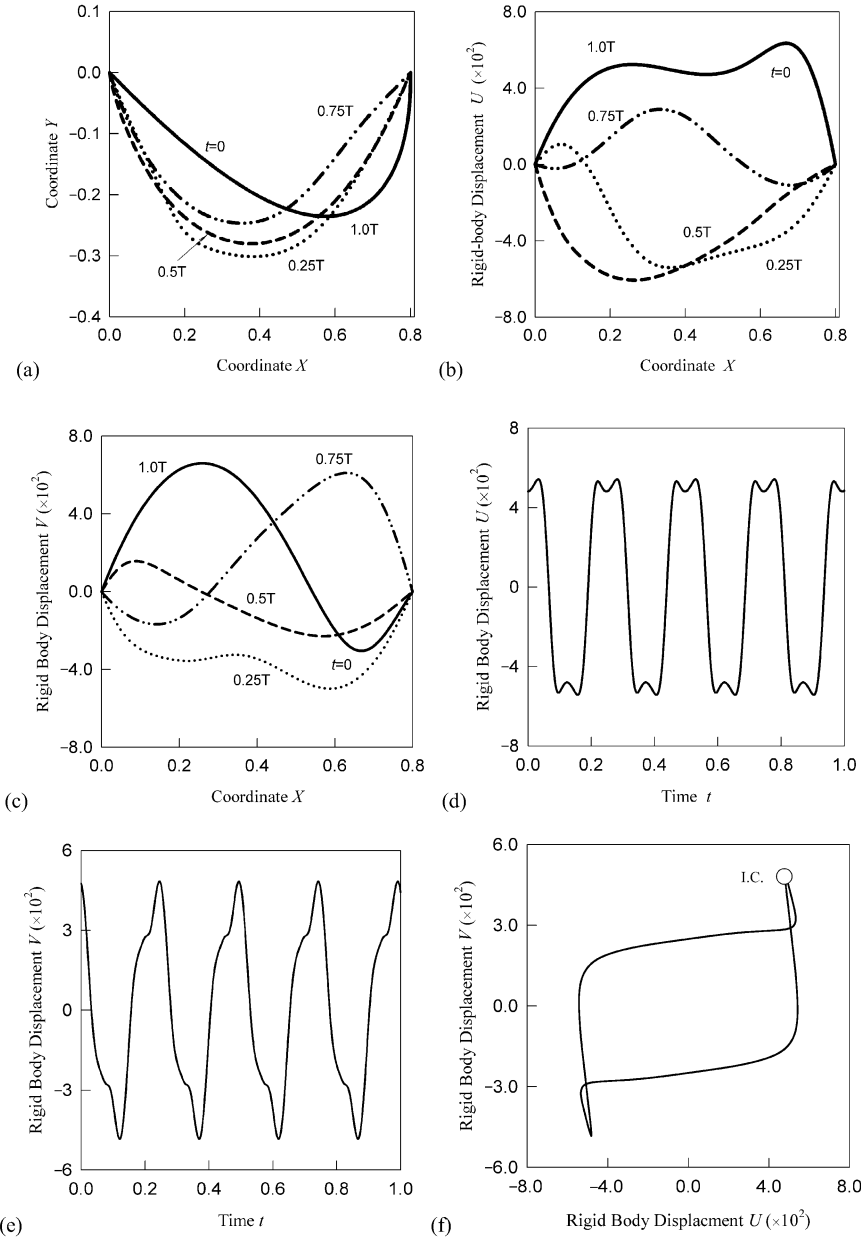 0.1
0.0
−0.1
−0.2
−0.3
−0.4
Coordinate Y
0.75T
t=0
1.0T
0.5T
0.25T
0.0 0.2 0.4 0.6 0.8
Coordinate X
(a)
8.0
4.0
0.0
−4.0
−8.0
Rigid-body Displacement U (×10²)
1.0T
t=0
0.75T
0.5T
0.25T
0.0 0.2 0.4 0.6 0.8
Coordinate X
(b)
8.0
4.0
0.0
−4.0
−8.0
Rigid Body Displacement V (×10²)
1.0T
0.75T
0.5T
t=0
0.25T
0.0 0.2 0.4 0.6 0.8
Coordinate X
(c)
8
4
0
−4
−8
Rigid Body Displacement U (×10²)
0.0 0.2 0.4 0.6 0.8 1.0
Time t
(d)
6
3
0
−3
−6
Rigid Body Displacement V (×10²)
0.0 0.2 0.4 0.6 0.8 1.0
Time t
(e)
6.0
3.0
0.0
−3.0
−6.0
Rigid Body Displacement V (×10²)
I.C.
−8.0 −4.0 0.0 4.0 8.0
Rigid Body Displacment U (×10²)
(f)